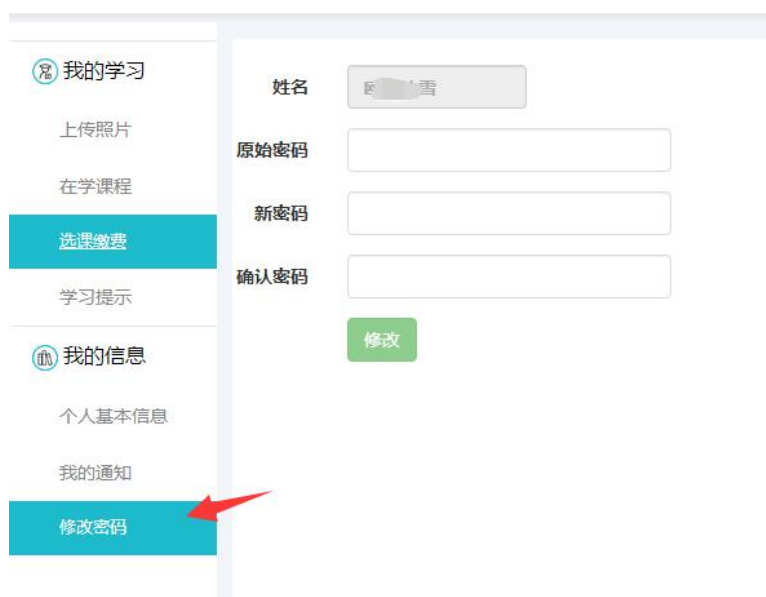 我的学习
上传照片
在学课程
选课缴费
学习提示
我的信息
个人基本信息
我的通知
修改密码
姓名
雪
原始密码
新密码
确认密码
修改